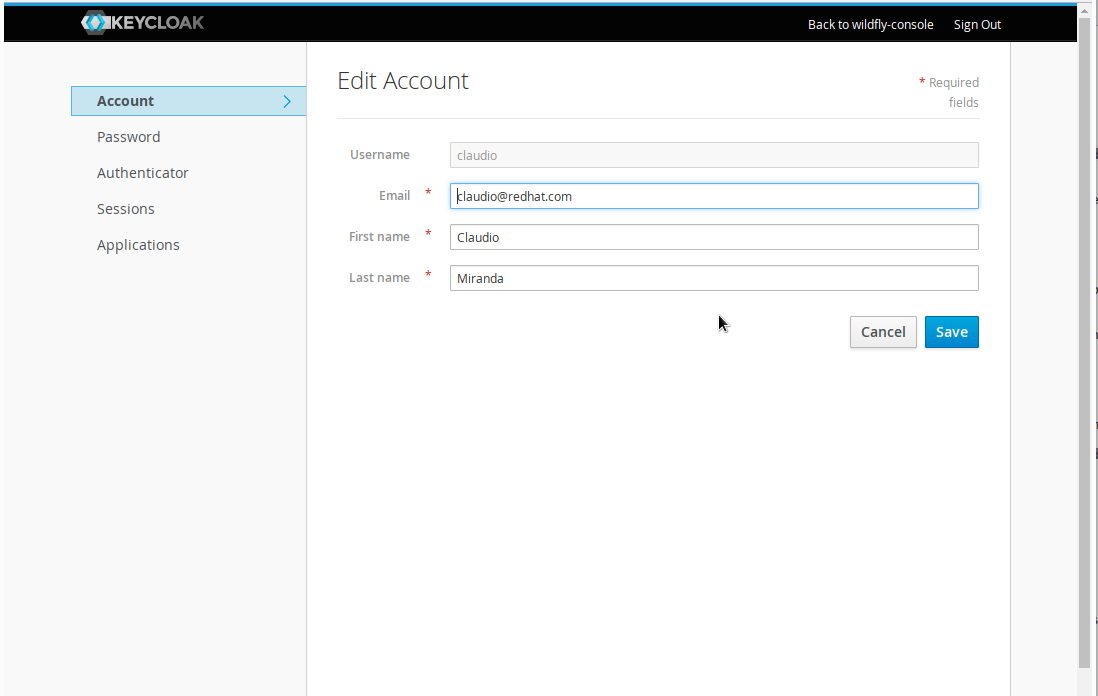 KEYCLOAK
Back to wildfly-console Sign Out
Account
Password
Authenticator
Sessions
Applications
Edit Account
* Required
fields
Username claudio
Email * claudio@redhat.com
First name * Claudio
Last name * Miranda
Cancel Save